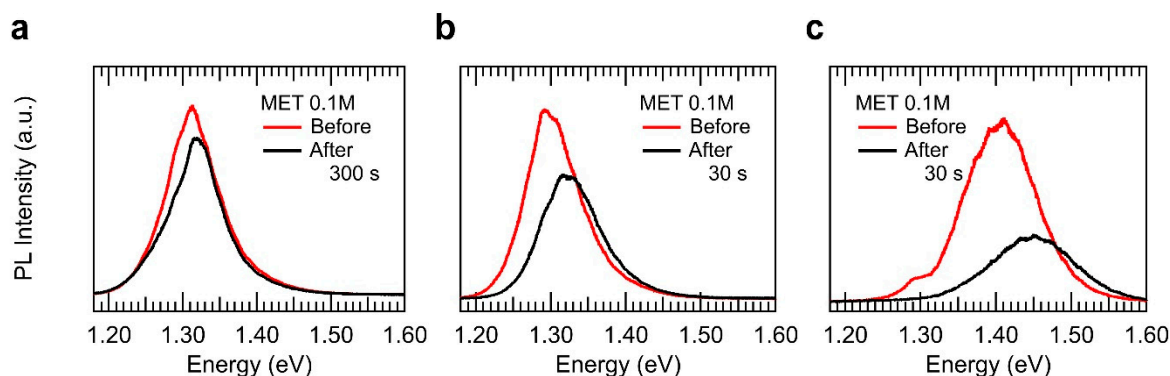 a
PL Intensity (a.u.)
MET 0.1M
Before
After
300 s
1.20 1.30 1.40 1.50 1.60
Energy (eV)
b
MET 0.1M
Before
After
30 s
1.20 1.30 1.40 1.50 1.60
Energy (eV)
c
MET 0.1M
Before
After
30 s
1.20 1.30 1.40 1.50 1.60
Energy (eV)